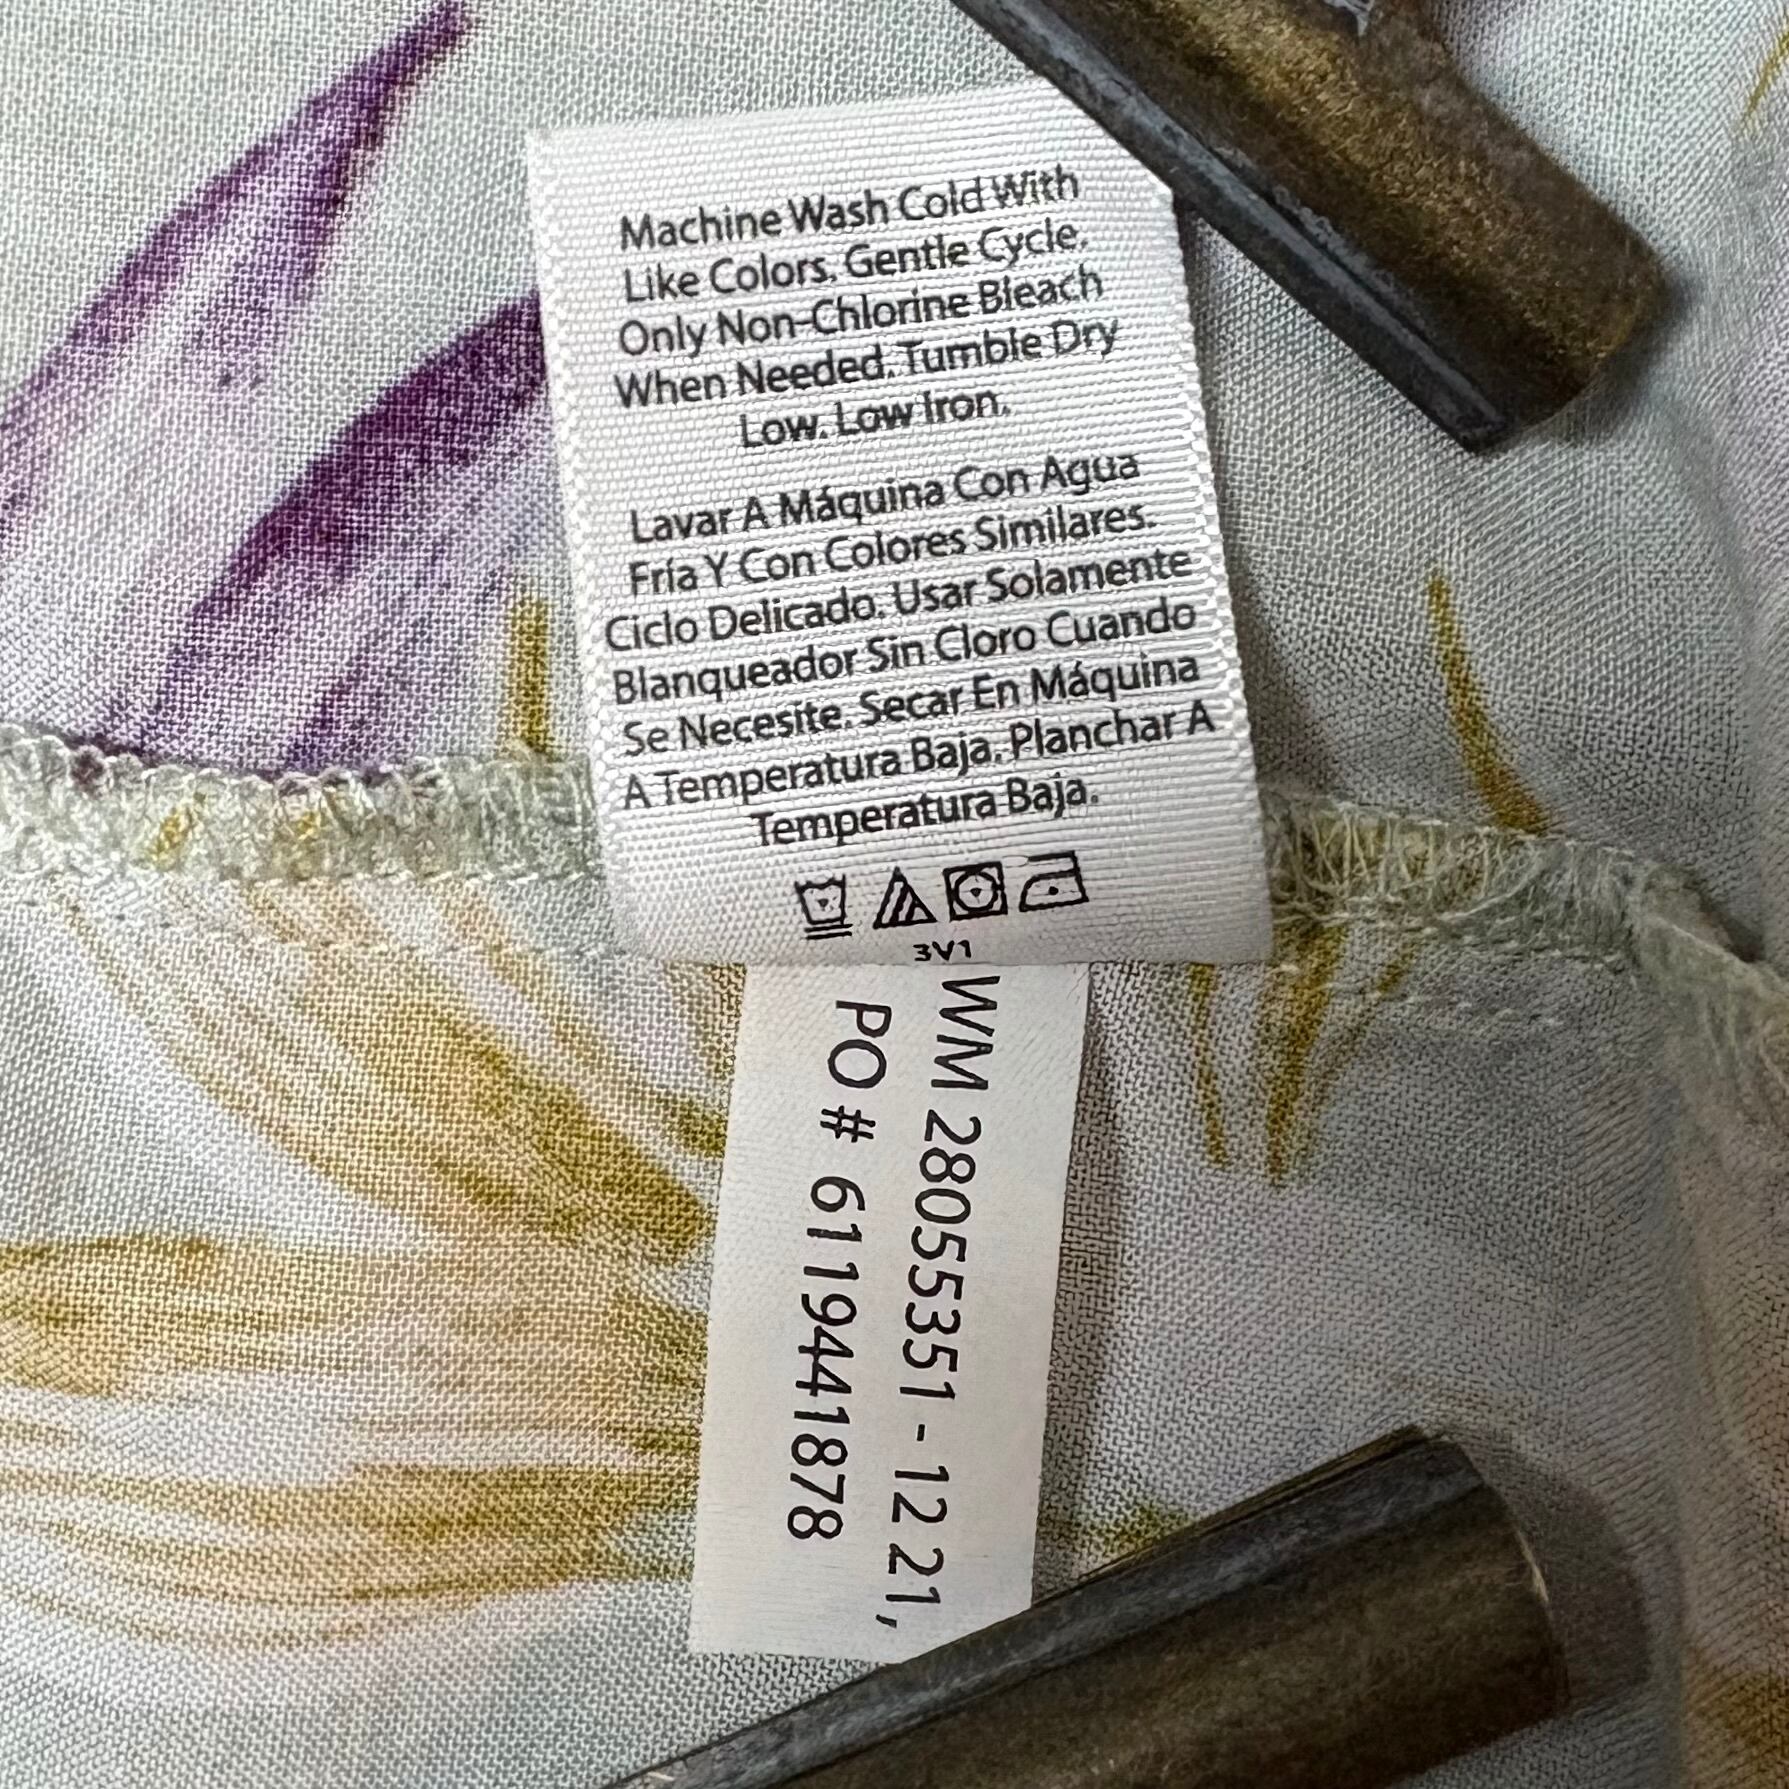 Machine Wash Cold With
Like Colors. Gentle Cycle.
Only Non-Chlorine Bleach
When Needed. Tumble Dry
Low. Low Iron.
Lavar A Máquina Con Agua
Fría Y Con Colores Similares.
Ciclo Delicado. Usar Solamente
Blanqueador Sin Cloro Cuando
Se Necesite. Secar En Máquina
A Temperatura Baja. Planchar A
Temperatura Baja.
3V1
WM 28055351 - 12 21,
PO # 6119441878